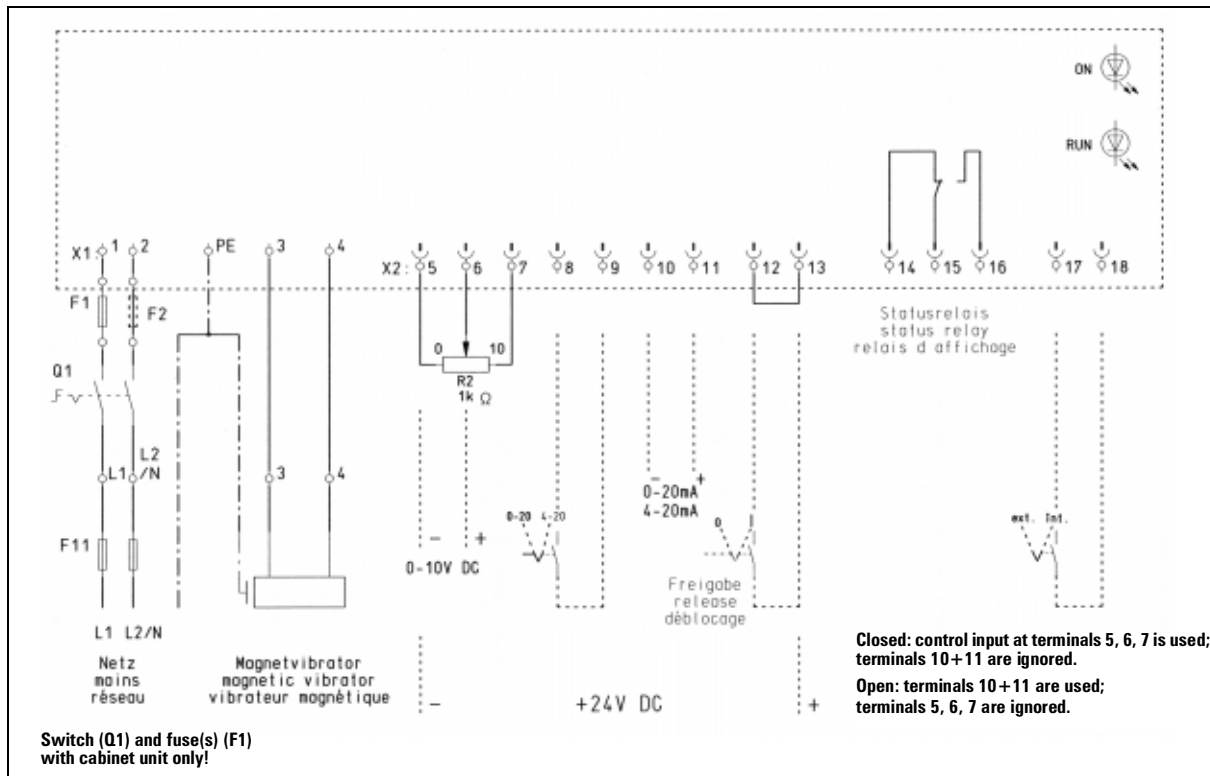 ON
RUN
X1: 1 2 PE 3 4
X2: 5 6 7 8 9 10 11 12 13 14 15 16 17 18
F1
F2
Statusrelais
status relay
relais d affichage
0 10
R2
1k Ω
Q1
L2
L1 /N 3 4
- +
0-20mA
4-20mA
0-20 4-20
0 I
ext. Int.
F11
- +
0-10V DC
Freigabe
release
déblocage
L1 L2/N
Netz
mains
réseau
Magnetvibrator
magnetic vibrator
vibrateur magnétique
- +24V DC +
Closed: control input at terminals 5, 6, 7 is used;
terminals 10+11 are ignored.
Open: terminals 10+11 are used;
terminals 5, 6, 7 are ignored.
Switch (Q1) and fuse(s) (F1)
with cabinet unit only!